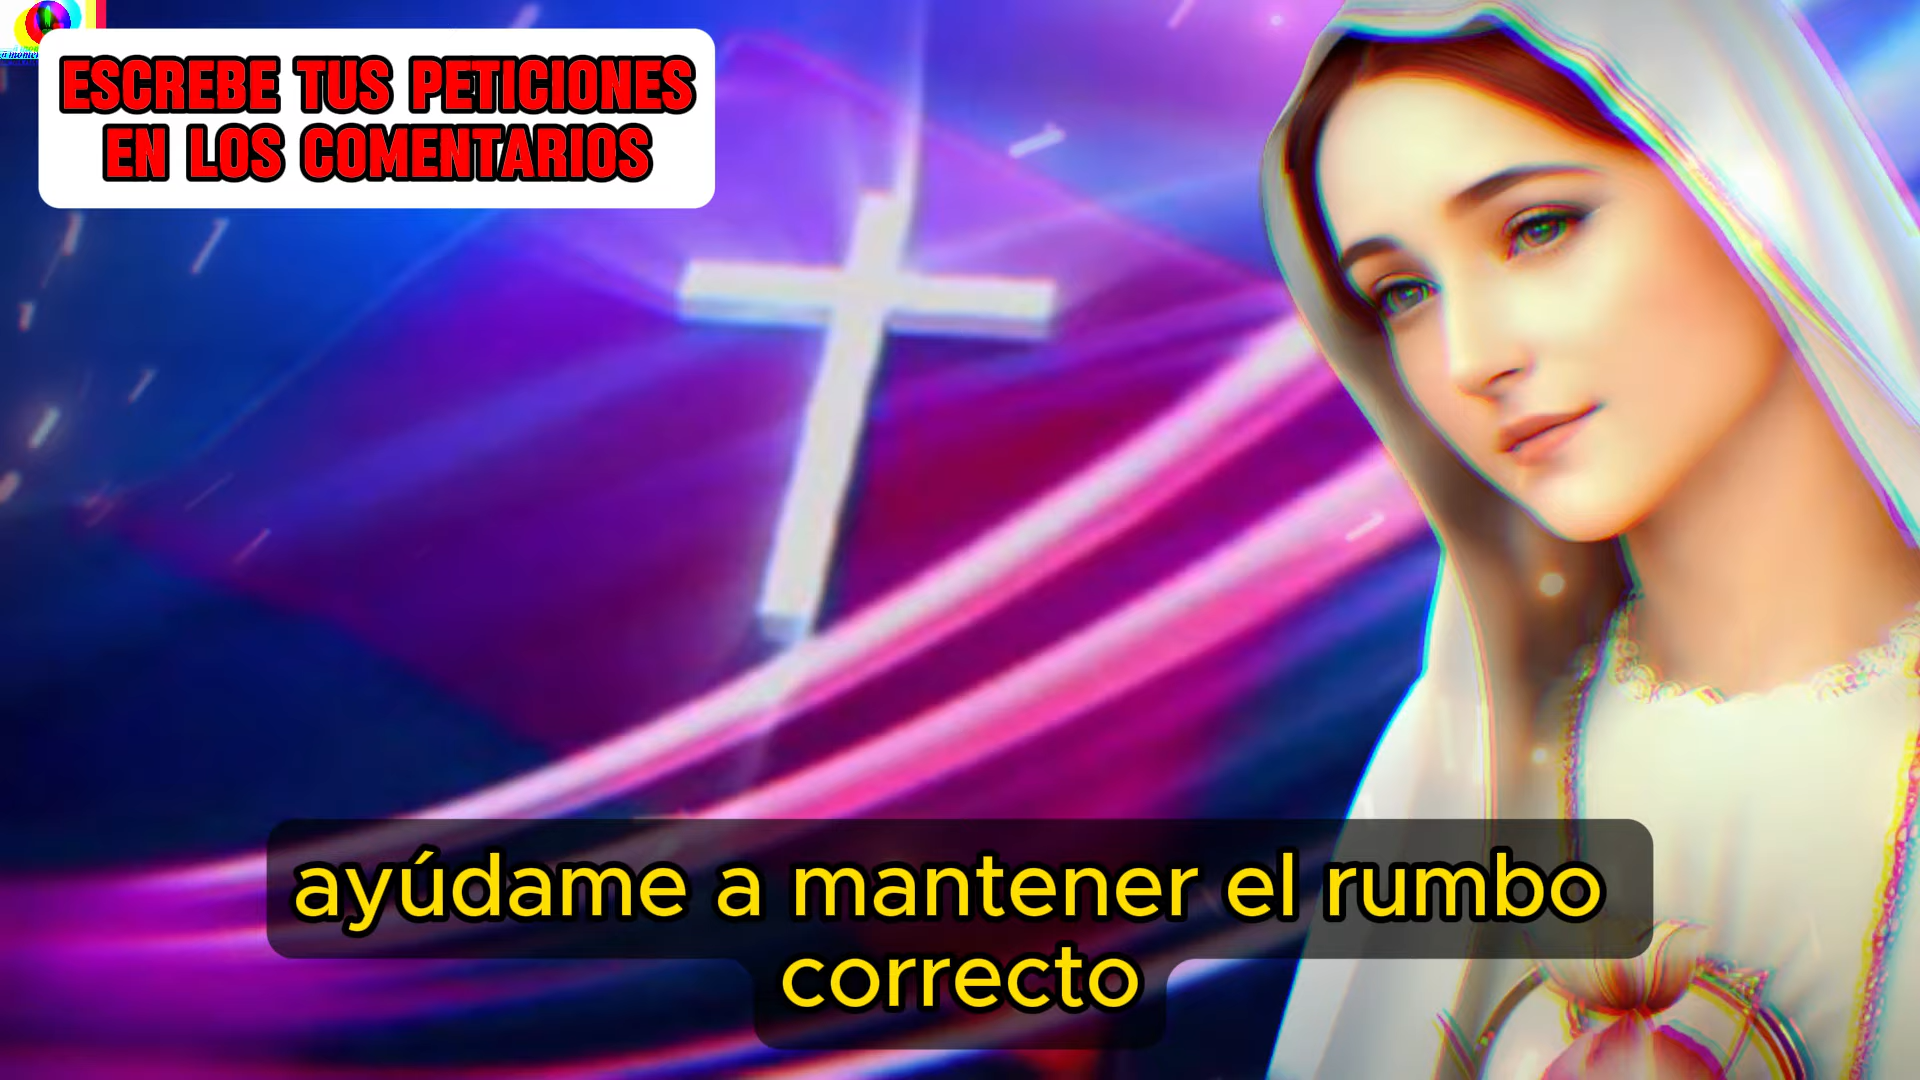 ESCREBE TUS PETICIONES
EN LOS COMENTARIOS
ayúdame a mantener el rumbo
correcto